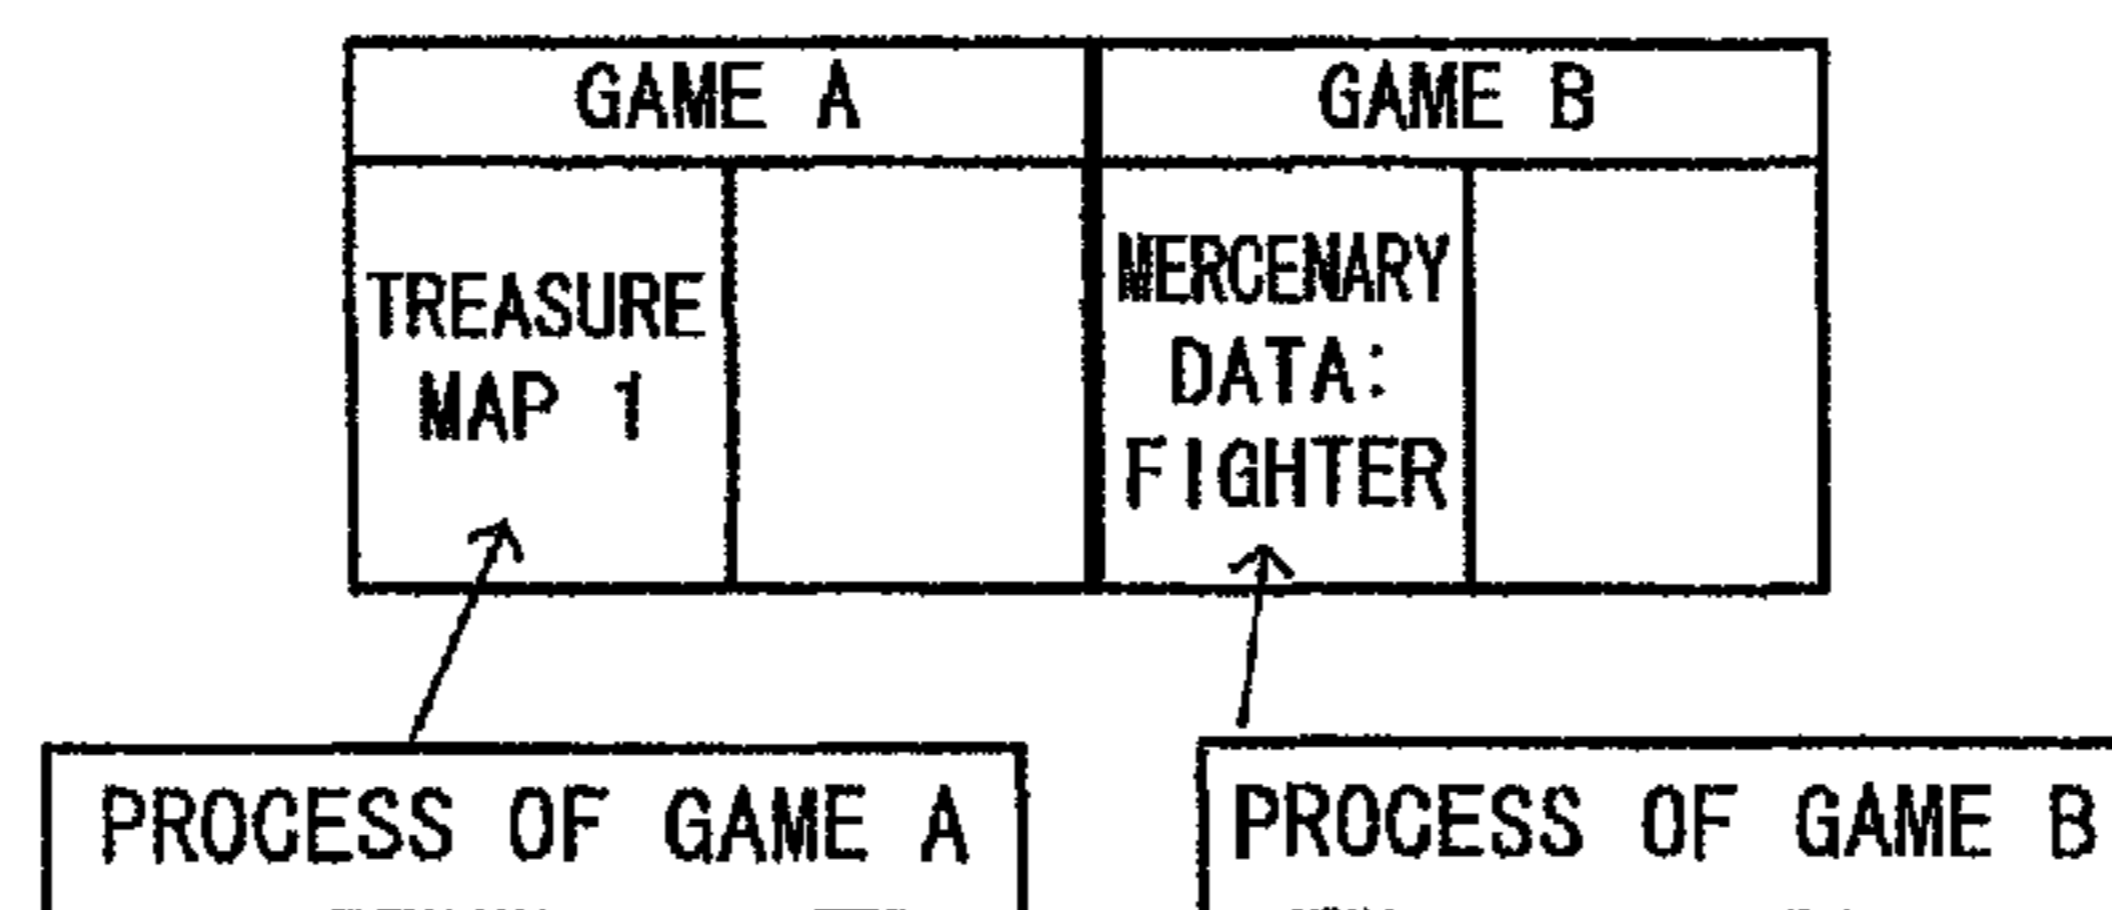 GAME A
GAME B
TREASURE
MAP 1
MERCENARY
DATA:
FIGHTER
PROCESS OF GAME A
PROCESS OF GAME B